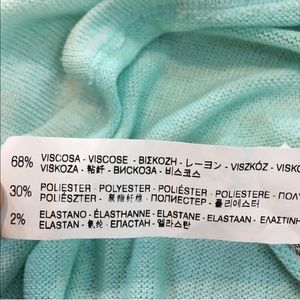 68% VISCOSA - VISCOSE - ΒΙΣΚΟΖΗ - レーヨン - VISZKÓZ - VISKO
VISKOZA - 粘纤 - ВИСКОЗА - 비스코스
30% POLIESTER - POLYESTER - POLIÉSTER - POLIESTERE - ΠΟΛΥ
POLIÉSZTER - 聚酯纤维 - ПОЛИЕСТЕР - 폴리에스터
2% ELASTANO - ÉLASTHANNE - ELASTANE - ELASTAAN - ΕΛΑΣΤΙΝΗ
ELASTAN - 氨纶 - ЕЛАСТАН - 엘라스탄